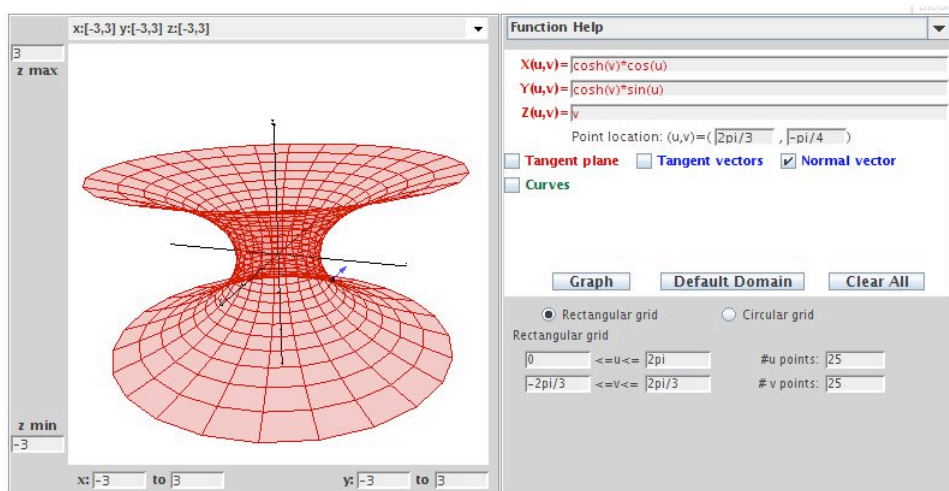 x:[-3,3] y:[-3,3] z:[-3,3]
3
z max
z min
-3
x: -3 to 3 y: -3 to 3
Function Help
X(u,v)= cosh(v)*cos(u)
Y(u,v)= cosh(v)*sin(u)
Z(u,v)= v
Point location: (u,v)=( 2pi/3 , -pi/4 )
Tangent plane Tangent vectors Normal vector
Curves
Graph Default Domain Clear All
Rectangular grid Circular grid
Rectangular grid
0 <=u<= 2pi #u points: 25
-2pi/3 <=v<= 2pi/3 # v points: 25